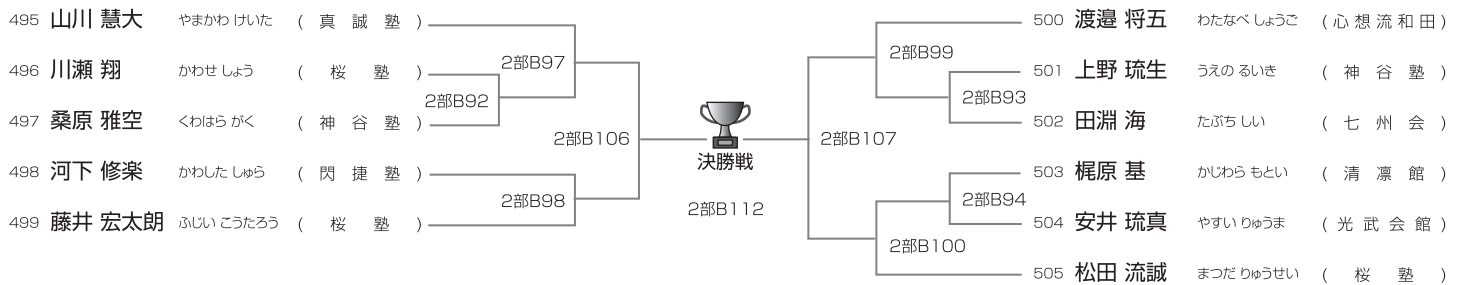 495 山川 慧大 やまかわ けいた (真誠塾)
2部B97
496 川瀬 翔 かわせ しょう (桜塾)
2部B92
497 桑原 雅空 くわはら がく (神谷塾)
2部B106
498 河下 修楽 かわした しゅら (閃捷塾)
2部B98
499 藤井 宏太朗 ふじい こうたろう (桜塾)
決勝戦
2部B112
500 渡邉 将五 わたなべ しょうご (心想流和田)
2部B99
501 上野 琉生 うえの るいき (神谷塾)
2部B93
502 田淵 海 たぶち しい (七州会)
2部B107
503 梶原 基 かじわら もとい (清凛館)
2部B94
504 安井 琉真 やすい りゅうま (光武会館)
2部B100
505 松田 流誠 まつだ りゅうせい (桜塾)